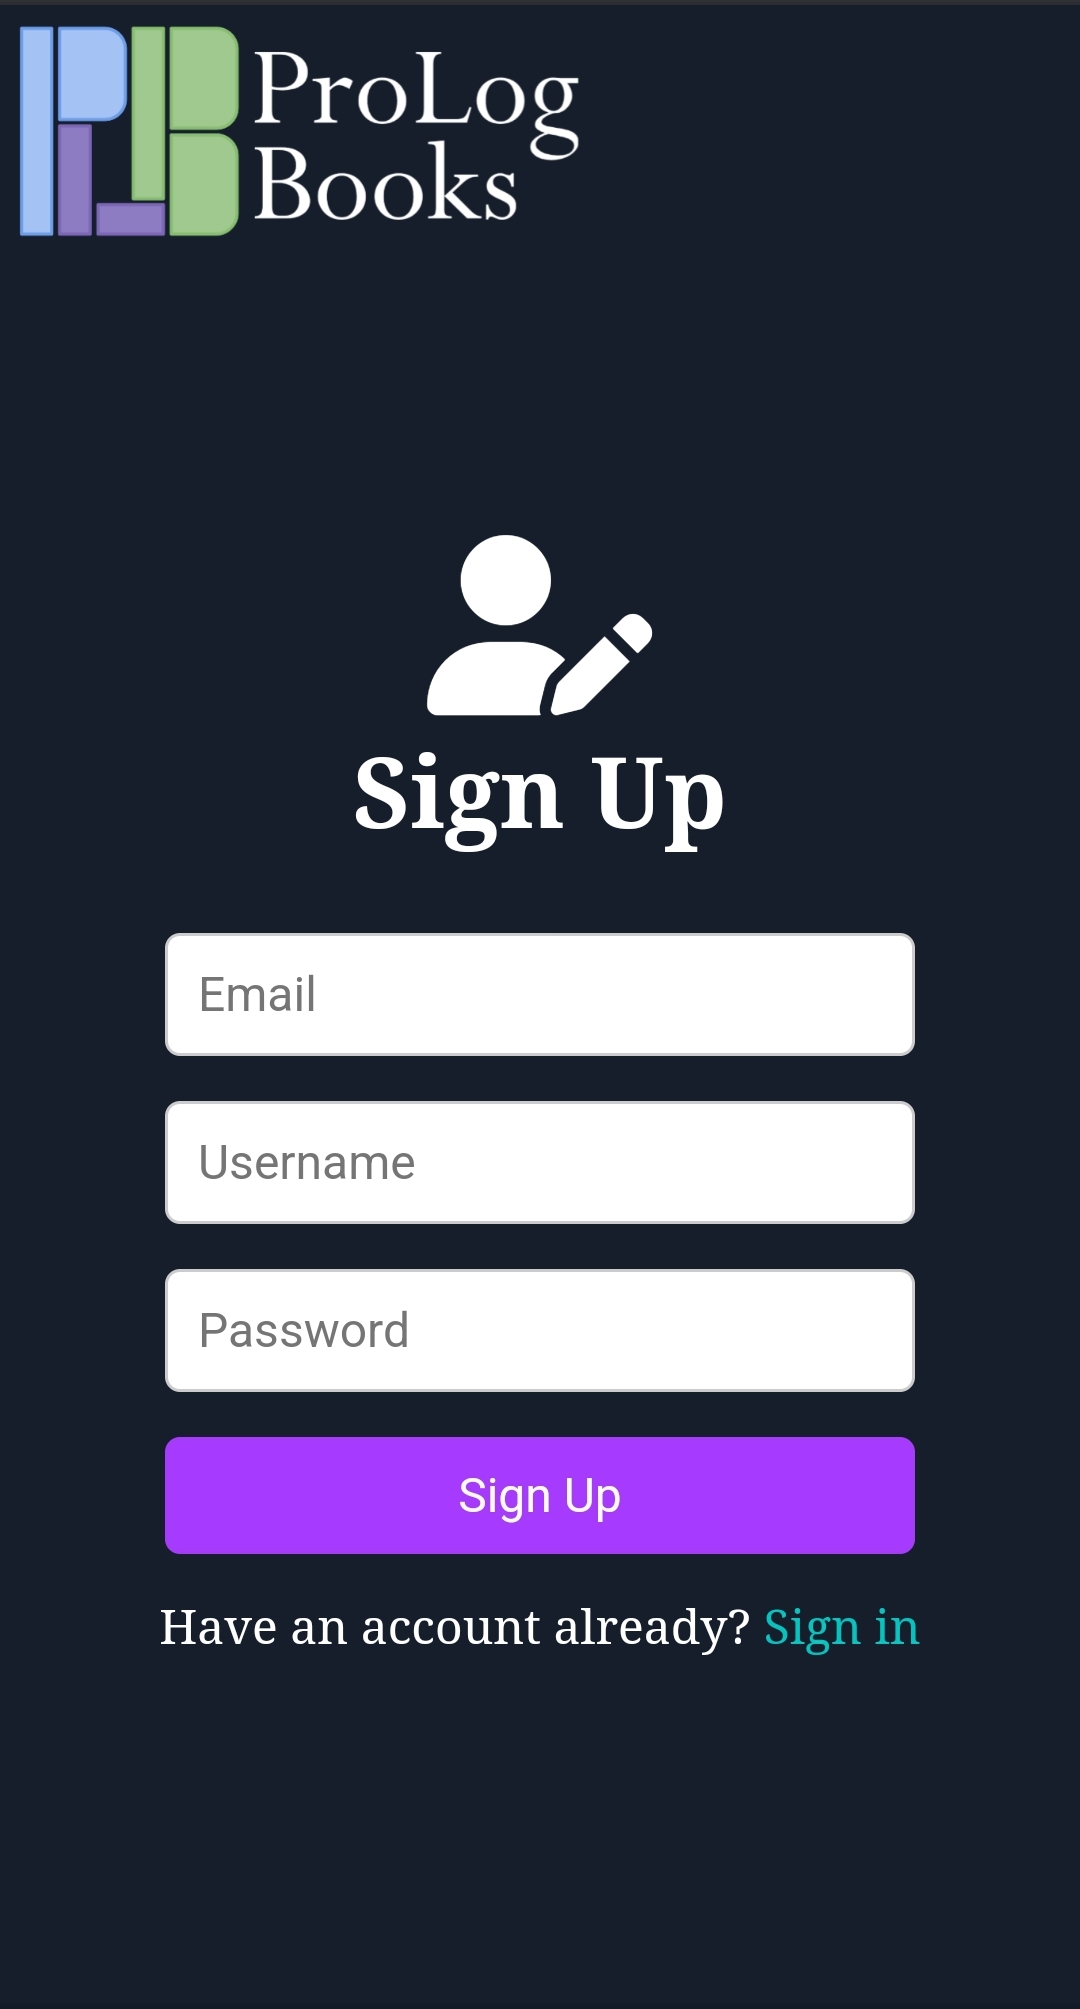 ProLog
Books
Sign Up
Email
Username
Password
Sign Up
Have an account already? Sign in